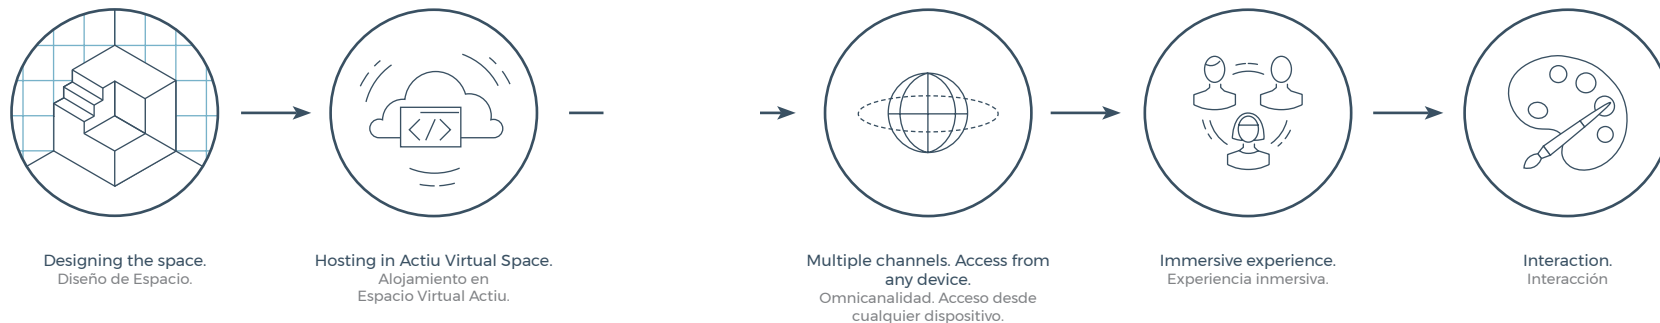 Designing the space.
Diseño de Espacio.
Hosting in Actiu Virtual Space.
Alojamiento en
Espacio Virtual Actiu.
Multiple channels. Access from
any device.
Omnicanalidad. Acceso desde
cualquier dispositivo.
Immersive experience.
Experiencia inmersiva.
Interaction.
Interacción